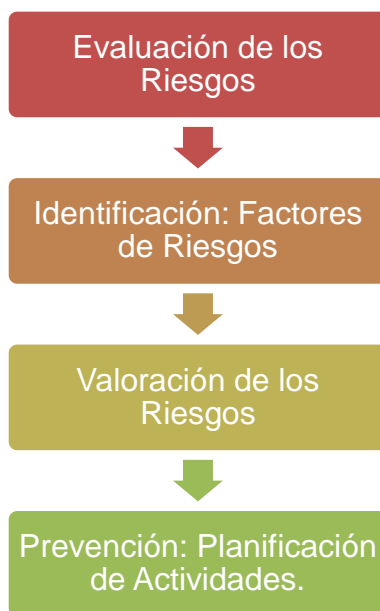 Evaluación de los
Riesgos
Identificación: Factores
de Riesgos
Valoración de los
Riesgos
Prevención: Planificación
de Actividades.